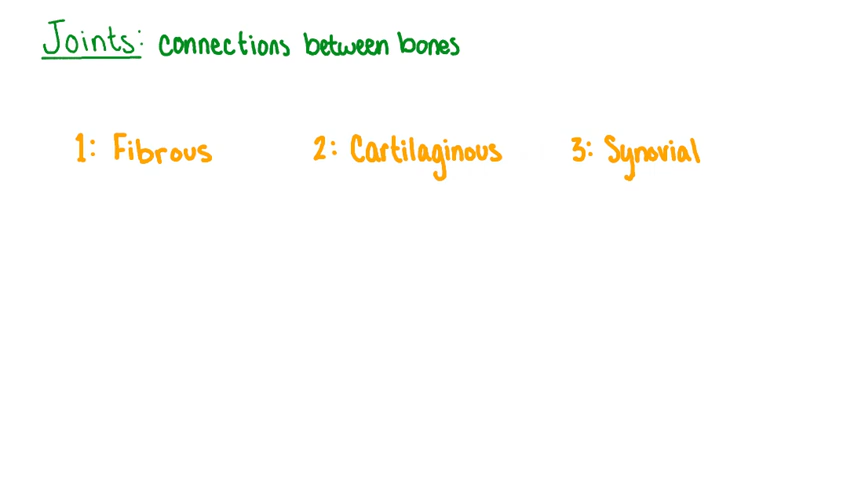 Joints: connections between bones
1: Fibrous 2: Cartilaginous 3: Synovial